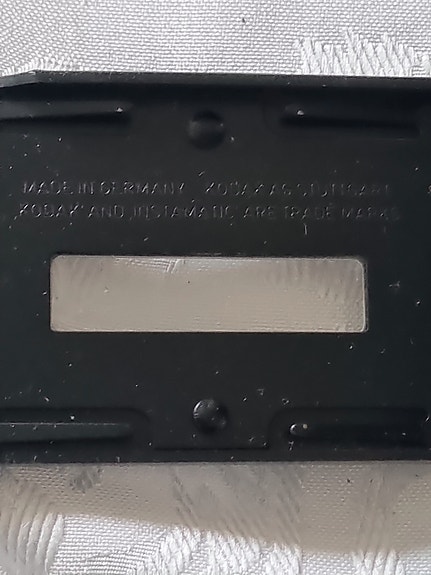 MADE IN GERMANY KODAK AG STUTTGART
'KODAK' AND 'INSTAMATIC' ARE TRADE MARKS